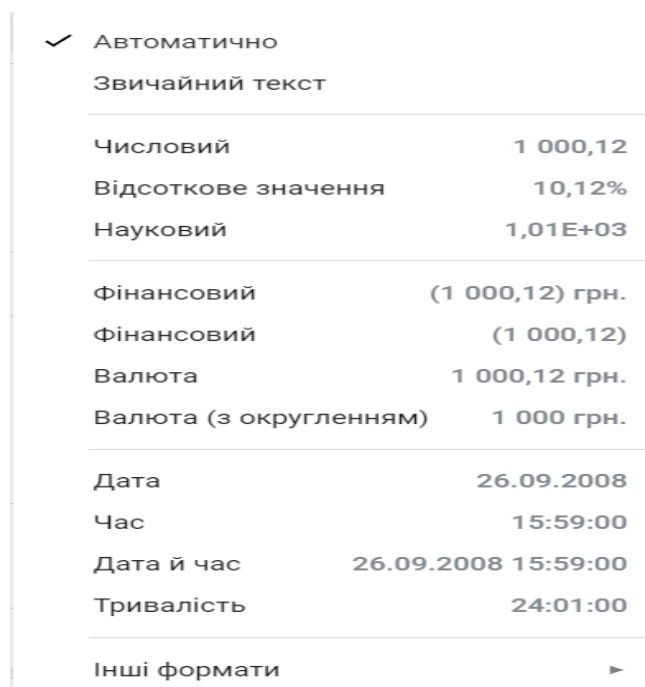 Автоматично
Звичайний текст
Числовий 1 000,12
Відсоткове значення 10,12%
Науковий 1,01E+03
Фінансовий (1 000,12) грн.
Фінансовий (1 000,12)
Валюта 1 000,12 грн.
Валюта (з округленням) 1 000 грн.
Дата 26.09.2008
Час 15:59:00
Дата й час 26.09.2008 15:59:00
Тривалість 24:01:00
Інші формати